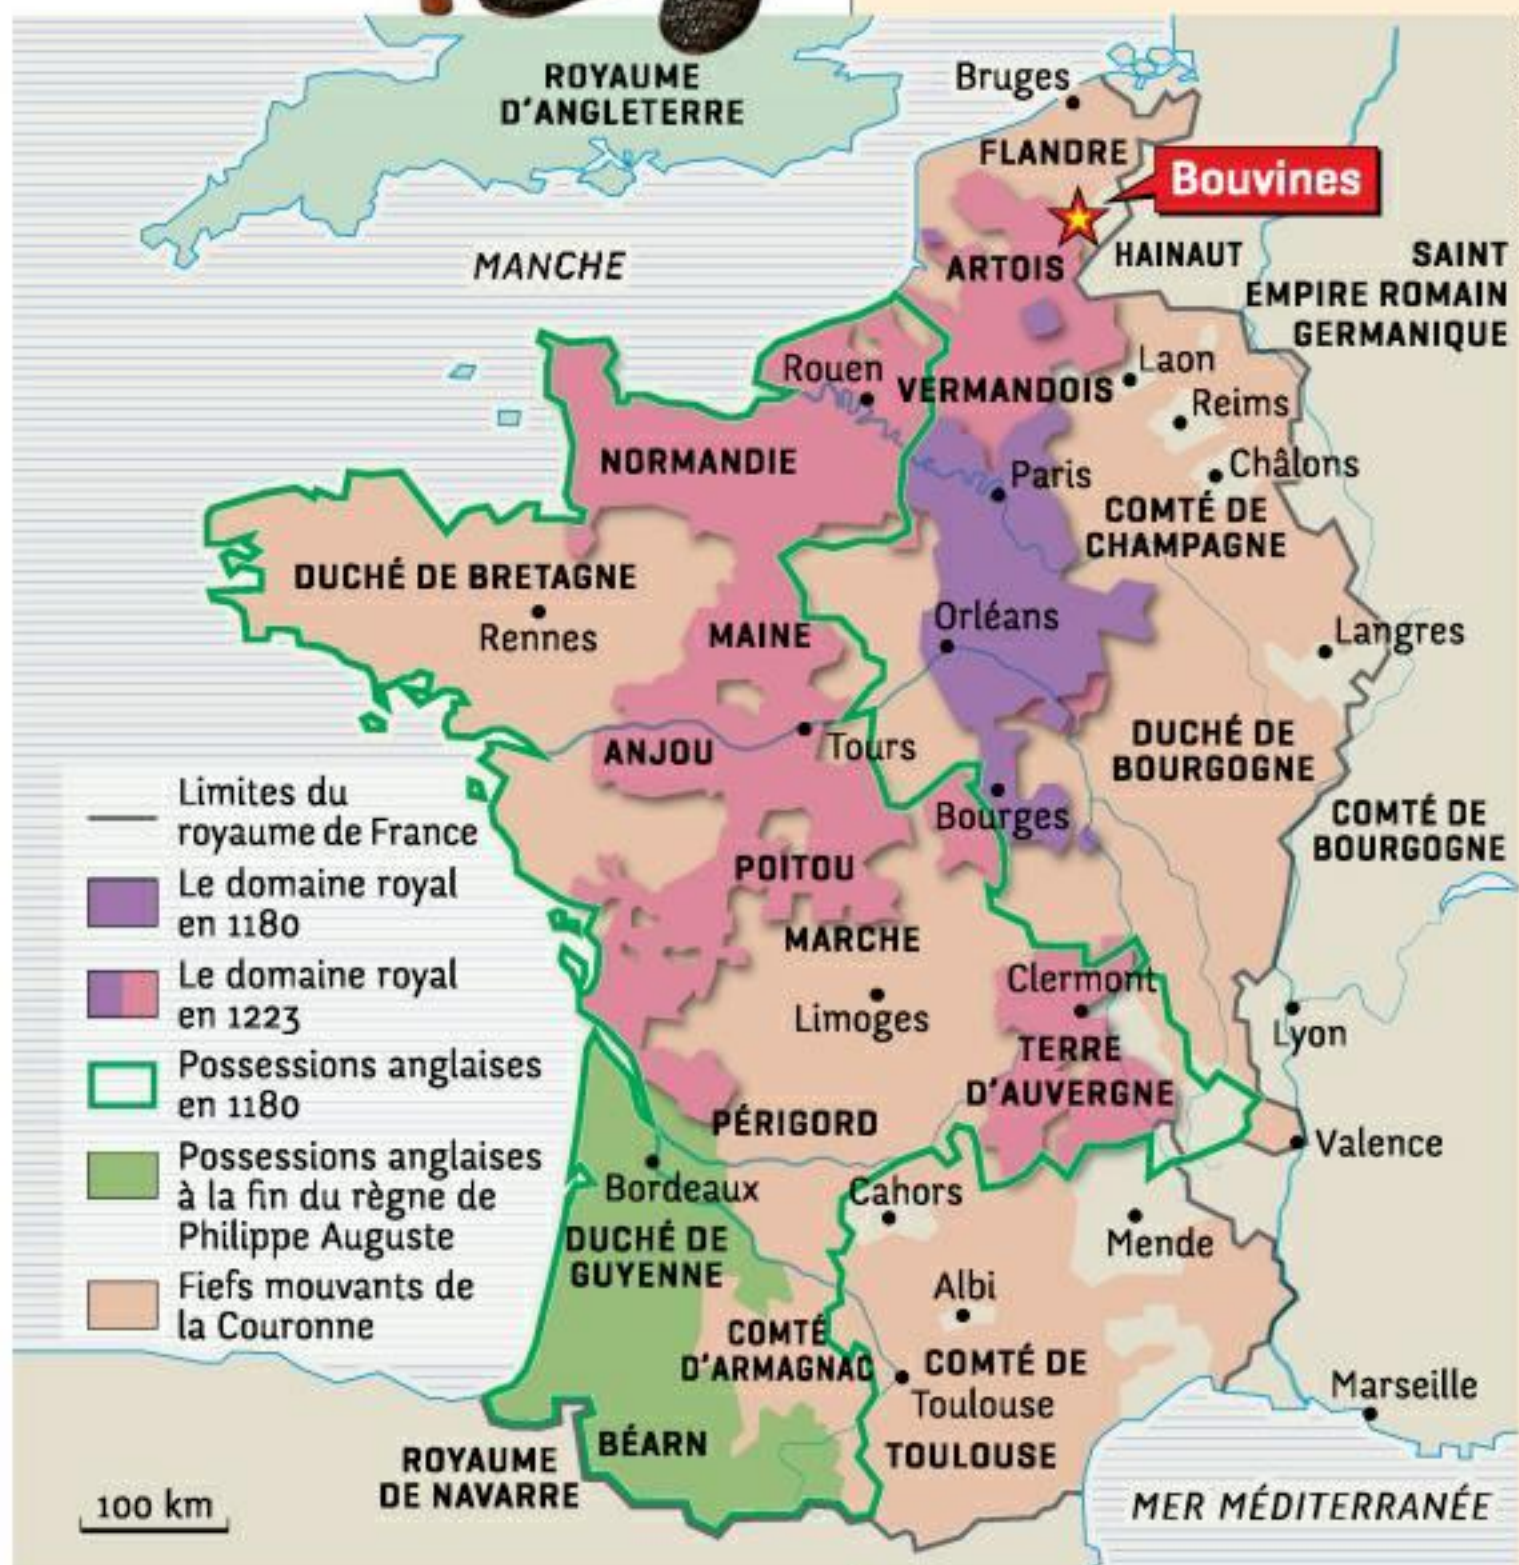 ROYAUME
D'ANGLETERRE
Bruges
FLANDRE
Bouvines
MANCHE
ARTOIS
HAINAUT
SAINT
EMPIRE ROMAIN
GERMANIQUE
Rouen
VERMANDOIS
Laon
Reims
NORMANDIE
Paris
Châlons
COMTÉ DE
CHAMPAGNE
DUCHÉ DE BRETAGNE
Rennes
MAINE
Orléans
Langres
ANJOU
Tours
DUCHÉ DE
BOURGOGNE
Bourges
COMTÉ DE
BOURGOGNE
POITOU
MARCHE
Limoges
Clermont
TERRE
D'AUVERGNE
Lyon
PÉRIGORD
Valence
Bordeaux
Cahors
DUCHÉ DE
GUYENNE
Mende
Albi
COMTÉ
D'ARMAGNAC
COMTÉ DE
Toulouse
TOULOUSE
Marseille
BÉARN
ROYAUME
DE NAVARRE
MER MÉDITERRANÉE
Limites du
royaume de France
Le domaine royal
en 1180
Le domaine royal
en 1223
Possessions anglaises
en 1180
Possessions anglaises
à la fin du règne de
Philippe Auguste
Fiefs mouvants de
la Couronne
100 km